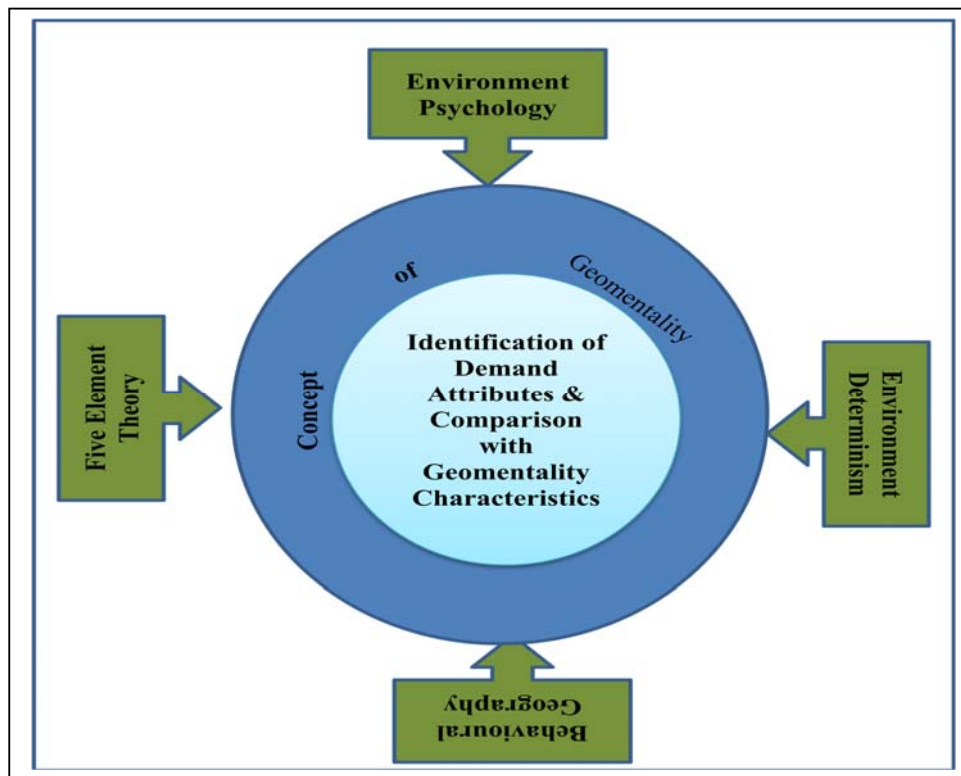 Environment
Psychology
Five Element
Theory
Concept
of
Geomentality
Identification of
Demand
Attributes &
Comparison
with
Geomentality
Characteristics
Environment
Determinism
Behavioural
Geography